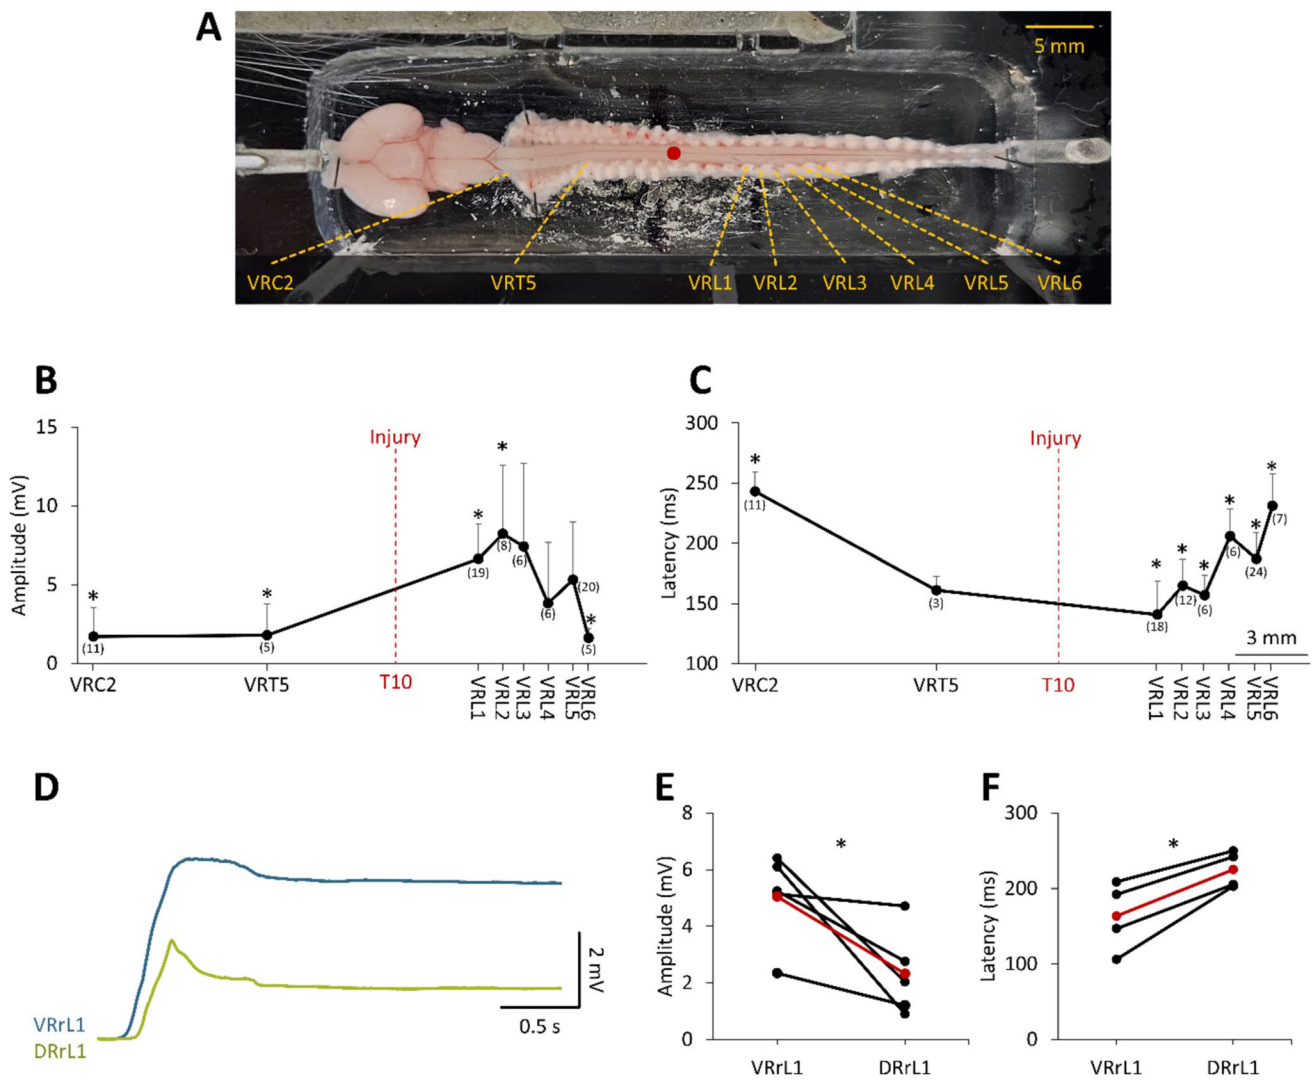 A
5 mm
VRC2 VRT5 VRL1 VRL2 VRL3 VRL4 VRL5 VRL6
B
Amplitude (mV)
15
10
5
0
Injury
*
*
*
*
*
(11)
(5)
(19)
(8)
(6)
(6)
(20)
(5)
VRC2 VRT5 T10 VRL1 VRL2 VRL3 VRL4 VRL5 VRL6
C
Latency (ms)
300
250
200
150
100
Injury
*
*
*
*
*
*
*
(11)
(3)
(18)
(12)
(6)
(6)
(24)
(7)
3 mm
VRC2 VRT5 T10 VRL1 VRL2 VRL3 VRL4 VRL5 VRL6
D
VRrL1
DRrL1
2 mV
0.5 s
E
Amplitude (mV)
8
6
4
2
0
*
VRrL1 DRrL1
F
Latency (ms)
300
200
100
0
*
VRrL1 DRrL1